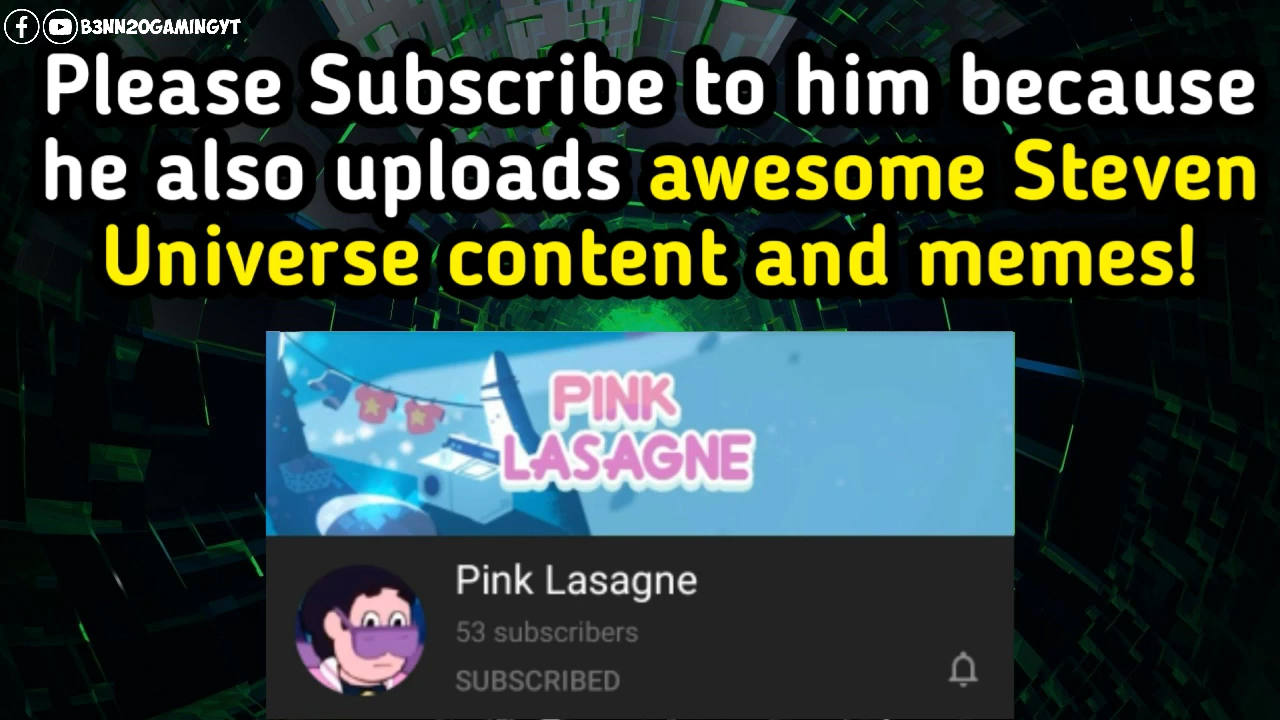 B3NN20GAMINGYT
Please Subscribe to him because
he also uploads awesome Steven
Universe content and memes!
PINK
LASAGNE
Pink Lasagne
53 subscribers
SUBSCRIBED